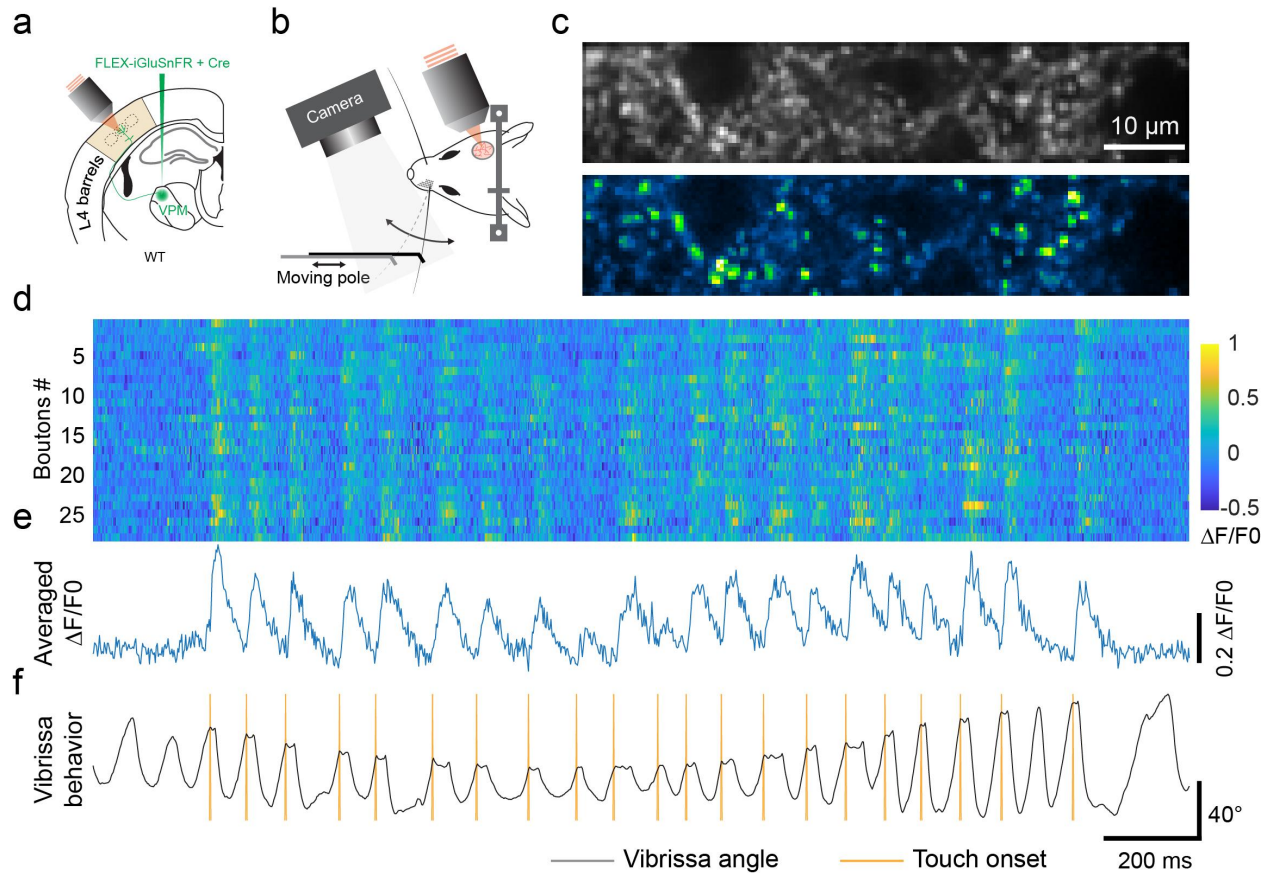 a
FLEX-iGluSnFR + Cre
L4 barrels
VPM
WT
b
Camera
Moving pole
c
10 µm
d
Boutons #
5
10
15
20
25
1
0.5
0
-0.5
ΔF/F0
e
Averaged
ΔF/F0
0.2 ΔF/F0
f
Vibrissa
behavior
40°
200 ms
Vibrissa angle
Touch onset